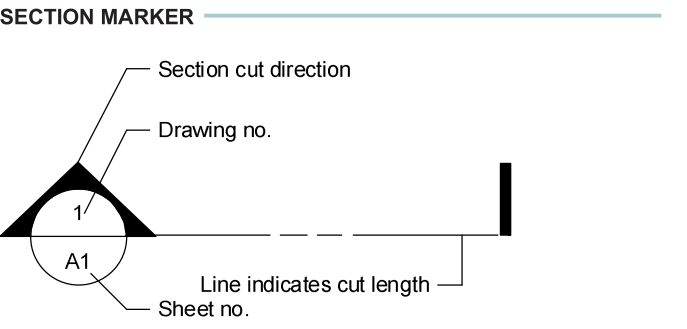 SECTION MARKER
Section cut direction
Drawing no.
1
A1
Line indicates cut length
Sheet no.